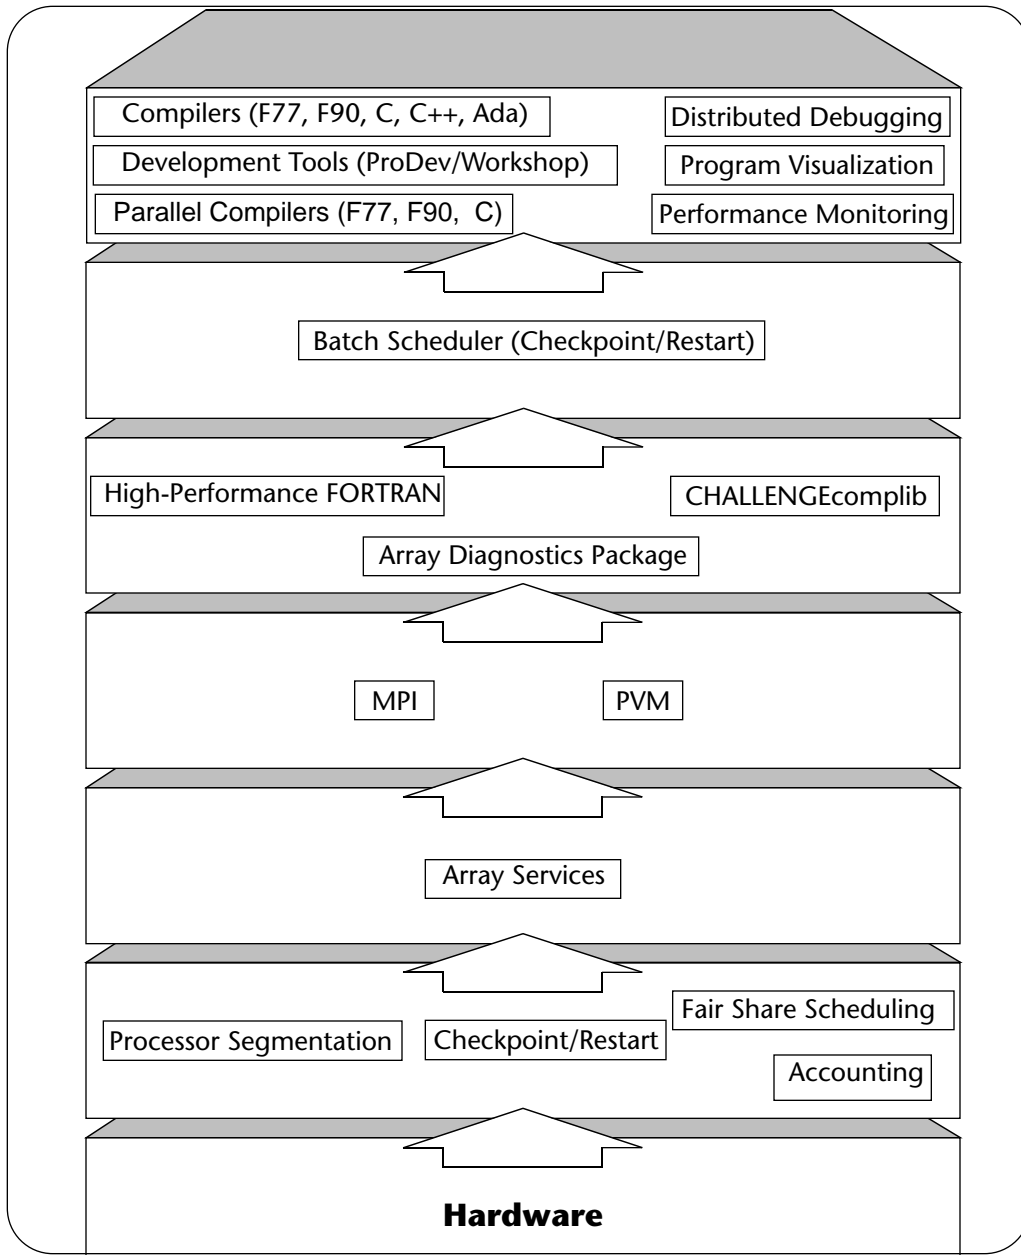 Compilers (F77, F90, C, C++, Ada)
Distributed Debugging
Development Tools (ProDev/Workshop)
Program Visualization
Parallel Compilers (F77, F90, C)
Performance Monitoring
Batch Scheduler (Checkpoint/Restart)
High-Performance FORTRAN
CHALLENGEcomplib
Array Diagnostics Package
MPI
PVM
Array Services
Fair Share Scheduling
Processor Segmentation
Checkpoint/Restart
Accounting
Hardware